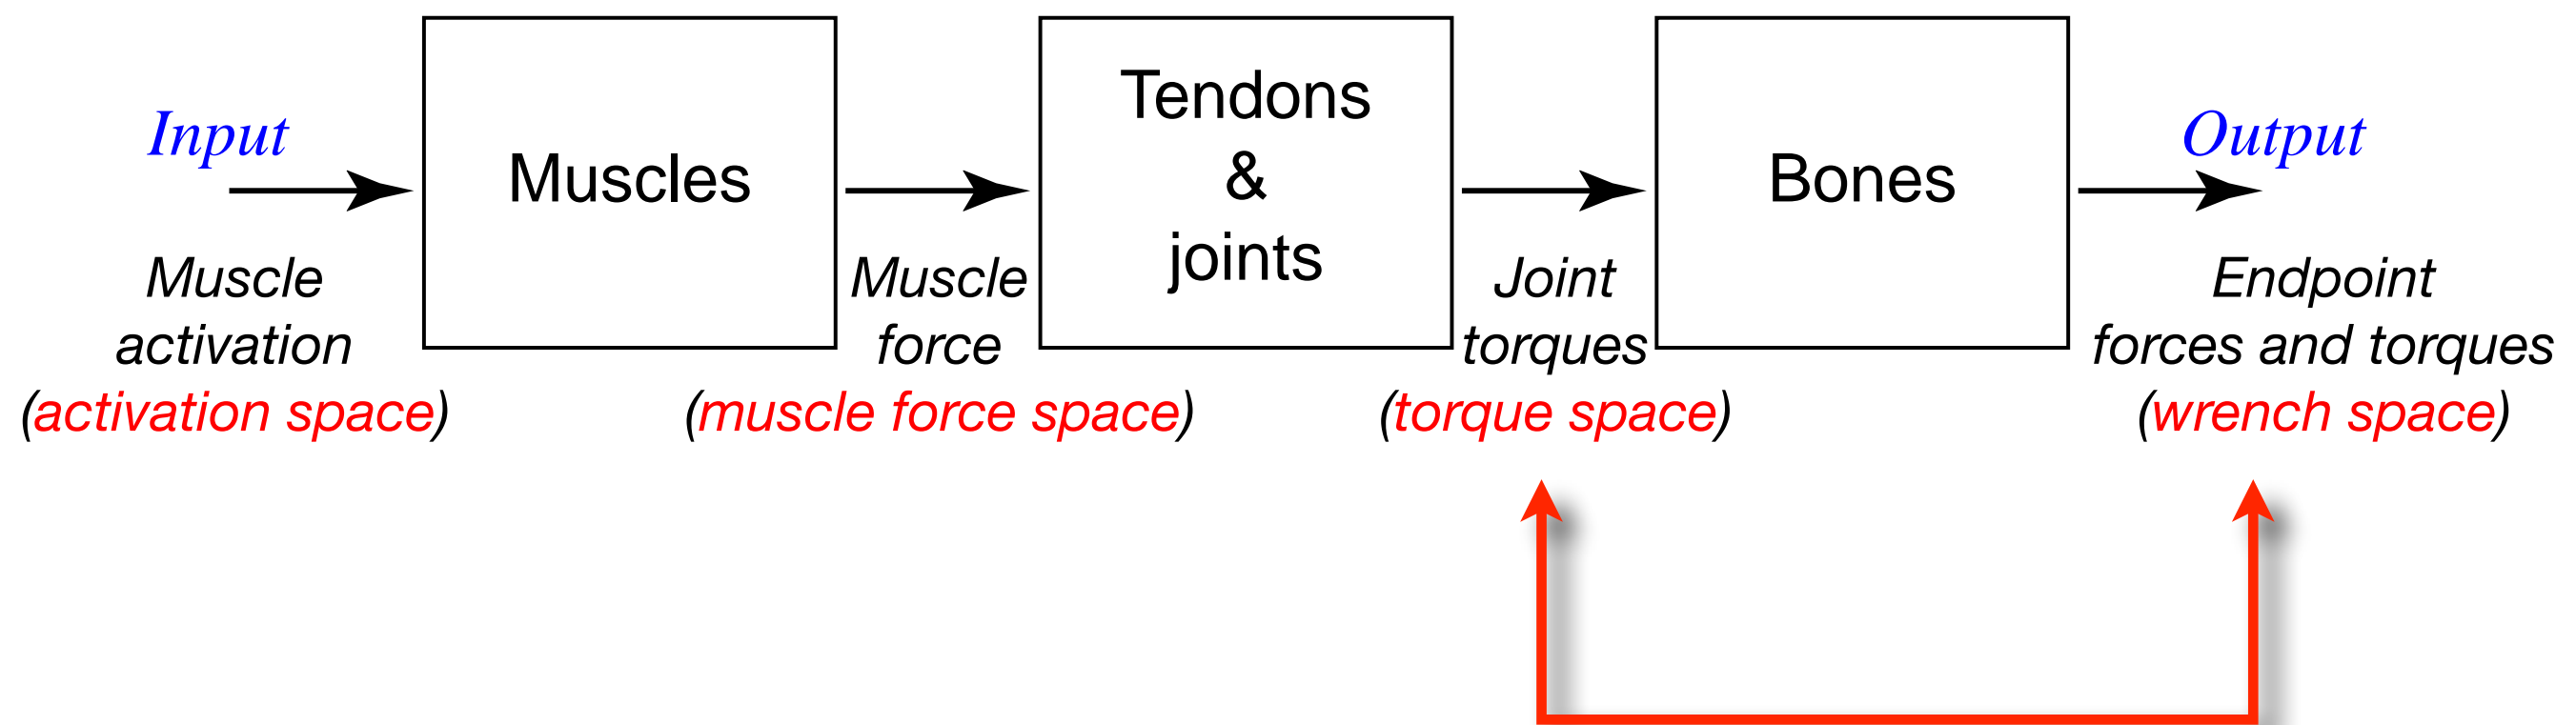 Input
Muscles
Tendons
&
joints
Bones
Output
Muscle
activation
(activation space)
Muscle
force
(muscle force space)
Joint
torques
(torque space)
Endpoint
forces and torques
(wrench space)